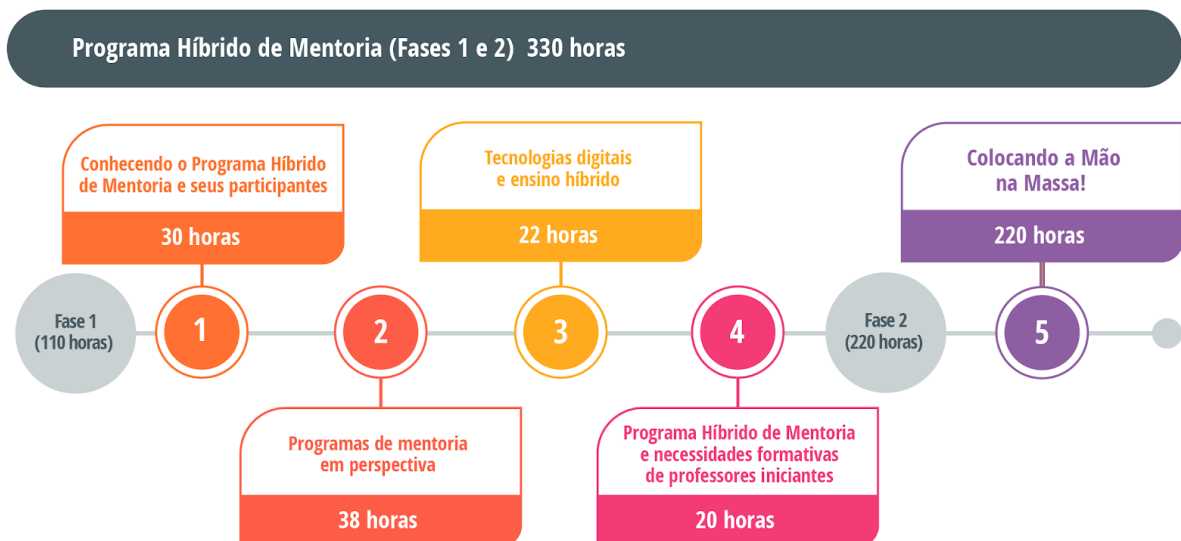 Programa Híbrido de Mentoria (Fases 1 e 2)  330 horas
Fase 1
(110 horas)
Conhecendo o Programa Híbrido
de Mentoria e seus participantes
30 horas
1
2
Programas de mentoria
em perspectiva
38 horas
Tecnologias digitais
e ensino híbrido
22 horas
3
4
Programa Híbrido de Mentoria
e necessidades formativas
de professores iniciantes
20 horas
Fase 2
(220 horas)
Colocando a Mão
na Massa!
220 horas
5